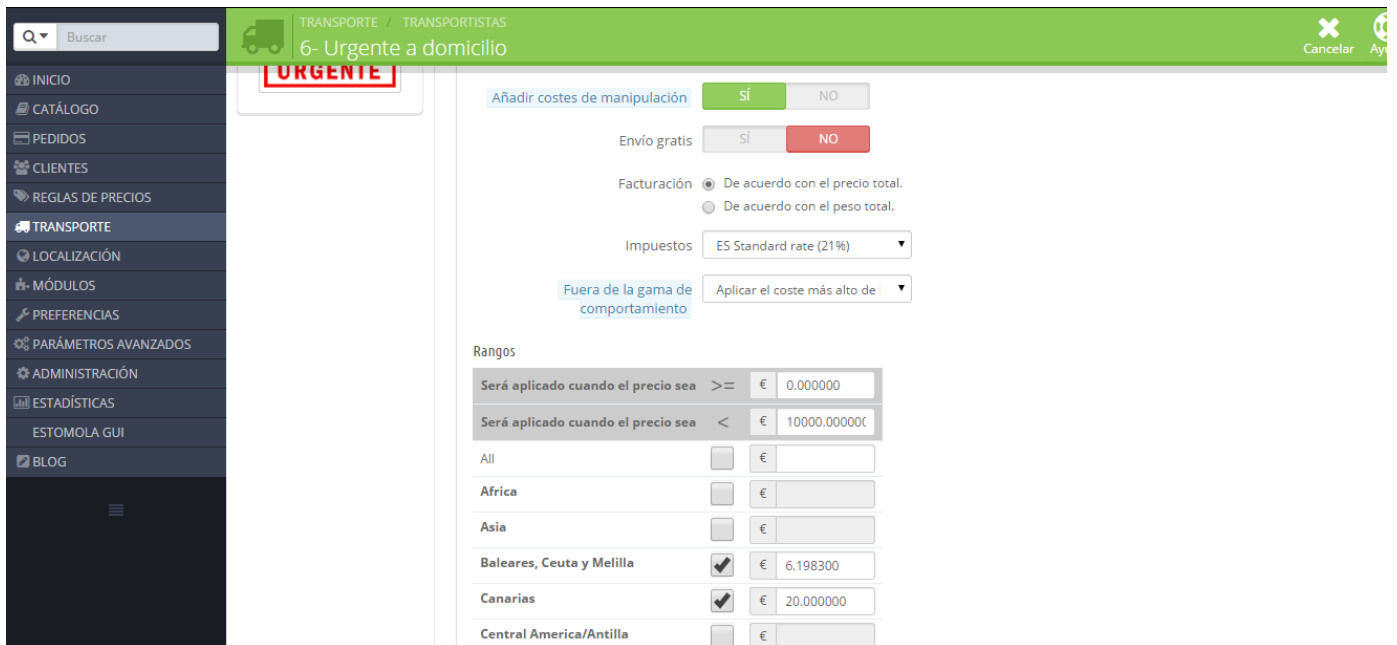 Buscar
TRANSPORTE / TRANSPORTISTAS
6- Urgente a domicilio
Cancelar
INICIO
CATÁLOGO
PEDIDOS
CLIENTES
REGLAS DE PRECIOS
TRANSPORTE
LOCALIZACIÓN
MÓDULOS
PREFERENCIAS
PARÁMETROS AVANZADOS
ADMINISTRACIÓN
ESTADÍSTICAS
ESTOMOLA GUI
BLOG
URGENTE
Añadir costes de manipulación SÍ NO
Envío gratis SÍ NO
Facturación De acuerdo con el precio total.
De acuerdo con el peso total.
Impuestos ES Standard rate (21%)
Fuera de la gama de Aplicar el coste más alto de
comportamiento
Rangos
Será aplicado cuando el precio sea >= € 0.000000
Será aplicado cuando el precio sea < € 10000.000000
All €
Africa €
Asia €
Baleares, Ceuta y Melilla € 6.198300
Canarias € 20.000000
Central America/Antilla €